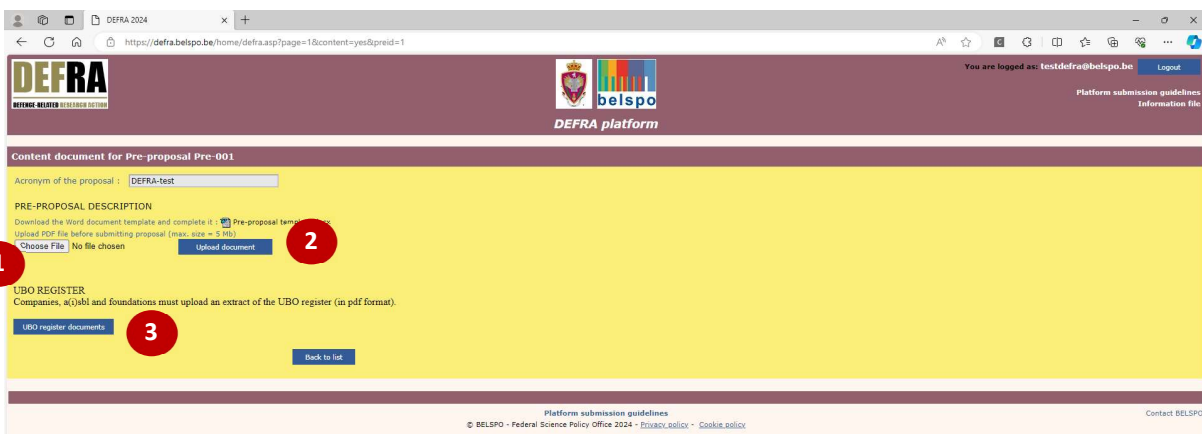 DEFRA 2024
https://defra.belspo.be/home/defra.asp?page=1&content=yes&preid=1
DEFRA
DEFENCE-RELATED RESEARCH ACTION
belspo
DEFRA platform
You are logged as: testdefra@belspo.be Logout
Platform submission guidelines
Information file
Content document for Pre-proposal Pre-001
Acronym of the proposal : DEFRA-test
PRE-PROPOSAL DESCRIPTION
Download the Word document template and complete it : Pre-proposal
Upload PDF file before submitting proposal (max. size = 5 Mb)
Choose File No file chosen Upload document 2
1
UBO REGISTER
Companies, a(i)sbl and foundations must upload an extract of the UBO register (in pdf format).
UBO register documents 3
Back to list
Platform submission guidelines Contact BELSPO
© BELSPO - Federal Science Policy Office 2024 - Privacy policy - Cookie policy